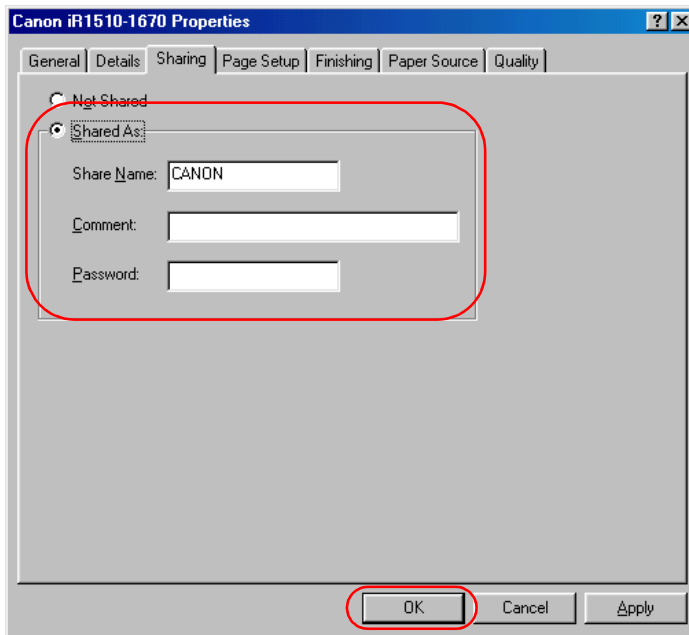 Canon iR1510-1670 Properties
General Details Sharing Page Setup Finishing Paper Source Quality
Not Shared
Shared As:
Share Name: CANON
Comment:
Password:
OK Cancel Apply